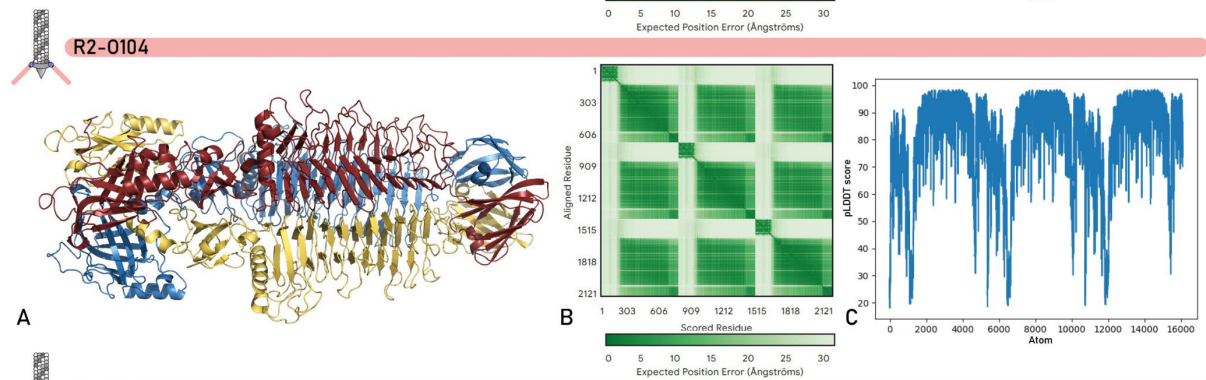 0 5 10 15 20 25 30
Expected Position Error (Ångströms)
R2-O104
A
B
1
303
606
909
1212
1515
1818
2121
Aligned Residue
1 303 606 909 1212 1515 1818 2121
Scored Residue
0 5 10 15 20 25 30
Expected Position Error (Ångströms)
C
100
90
80
70
60
50
40
30
20
pLDDT score
0 2000 4000 6000 8000 10000 12000 14000 16000
Atom